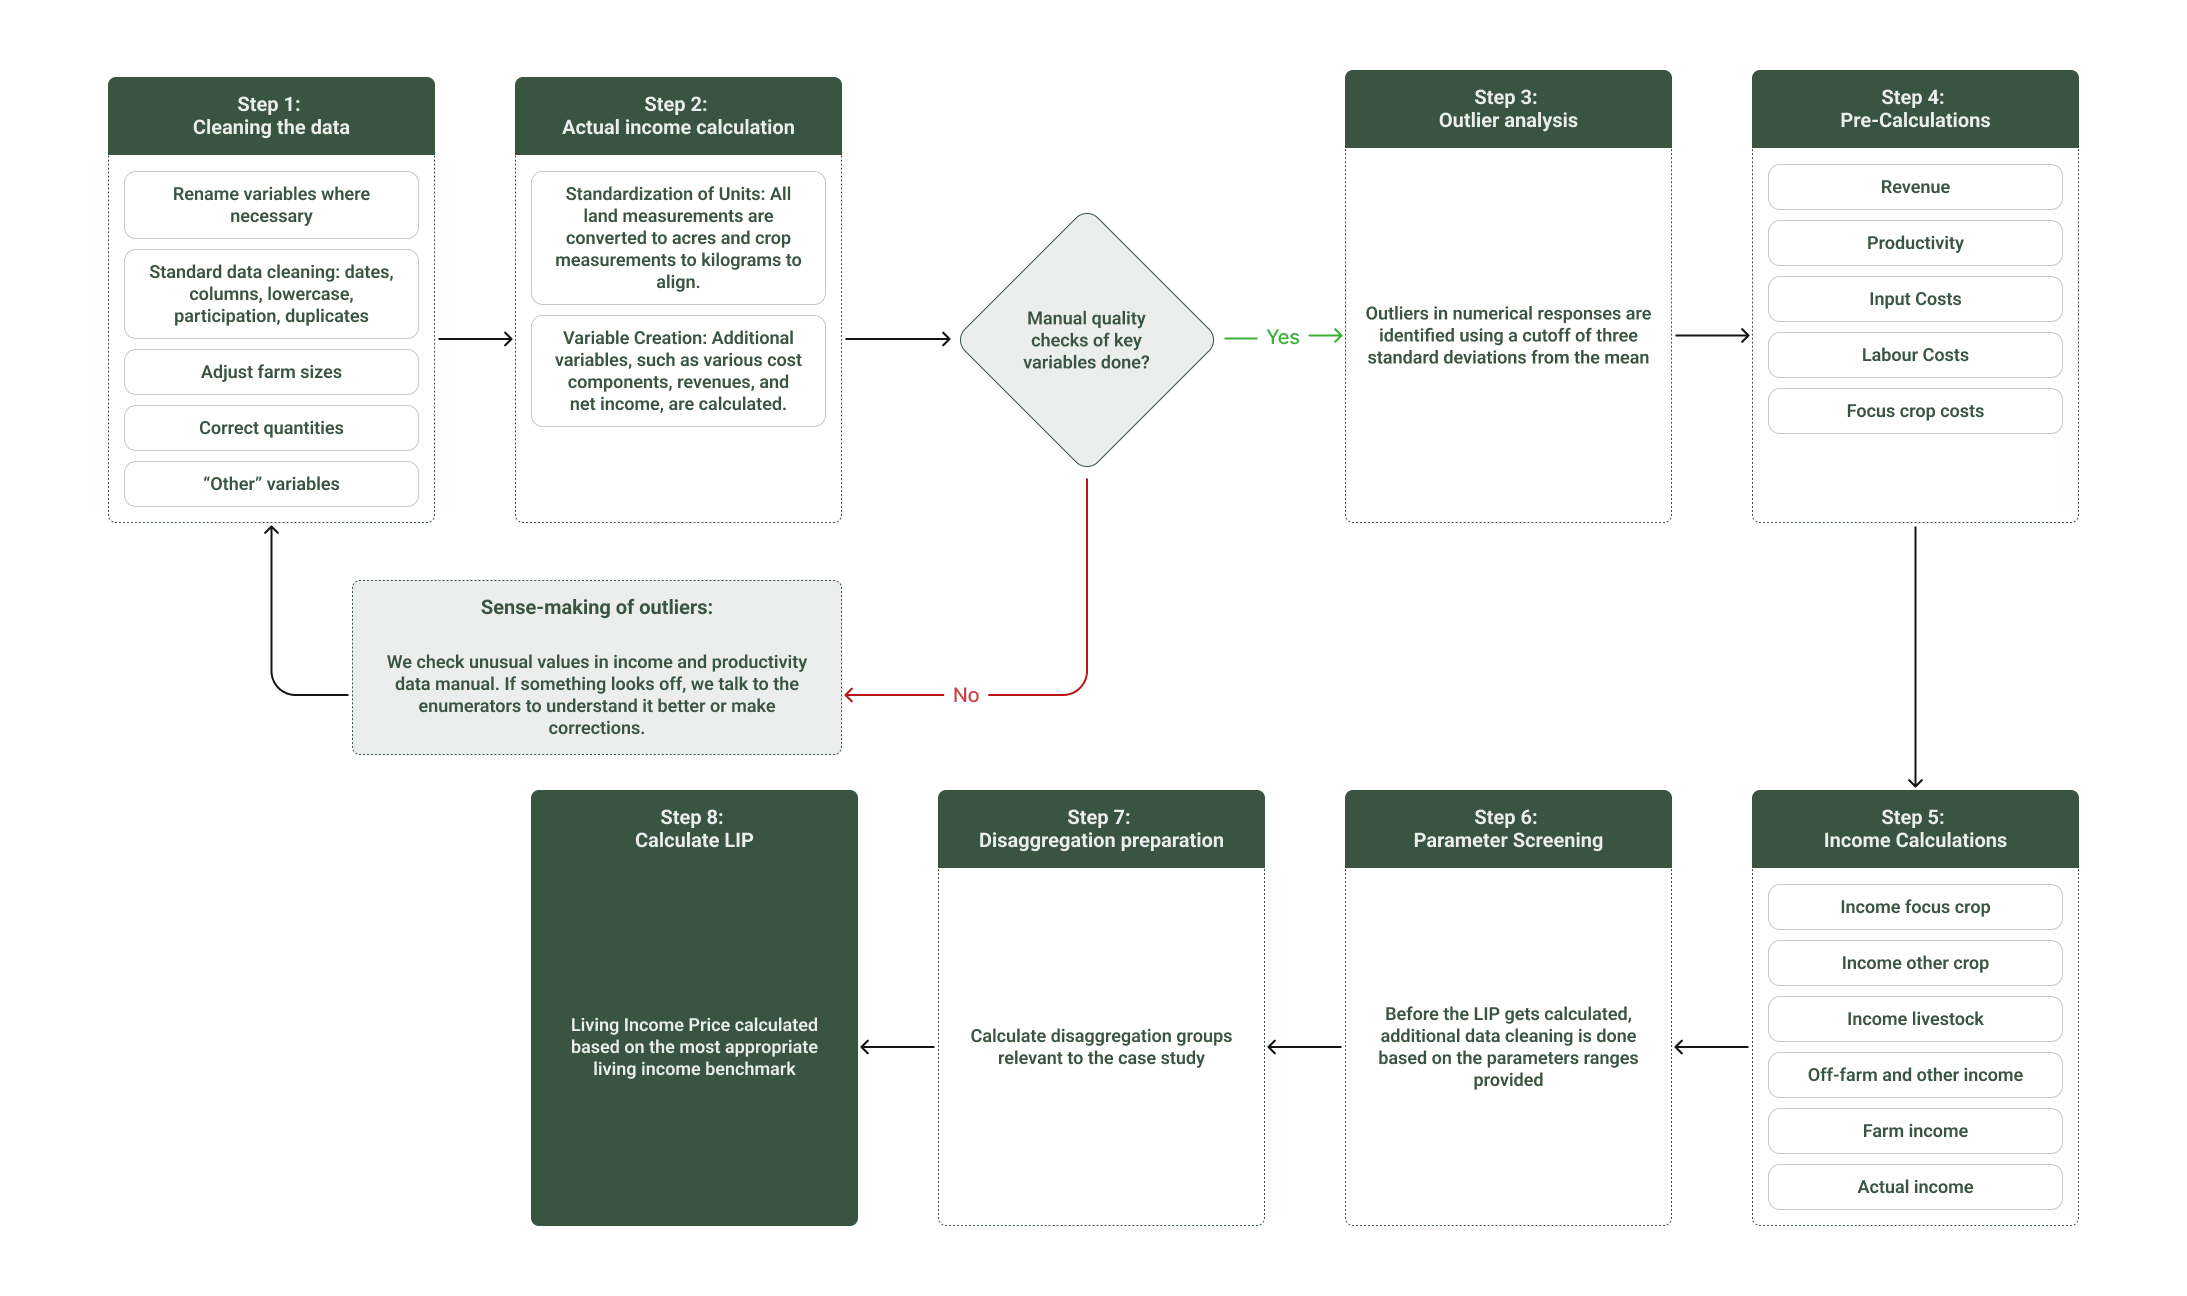 Step 1:
Cleaning the data
Rename variables where
necessary
Standard data cleaning: dates,
columns, lowercase,
participation, duplicates
Adjust farm sizes
Correct quantities
“Other” variables
Step 2:
Actual income calculation
Standardization of Units: All
land measurements are
converted to acres and crop
measurements to kilograms to
align.
Variable Creation: Additional
variables, such as various cost
components, revenues, and
net income, are calculated.
Manual quality
checks of key
variables done?
Yes
No
Sense-making of outliers:
We check unusual values in income and productivity
data manual. If something looks off, we talk to the
enumerators to understand it better or make
corrections.
Step 3:
Outlier analysis
Outliers in numerical responses are
identified using a cutoff of three
standard deviations from the mean
Step 4:
Pre-Calculations
Revenue
Productivity
Input Costs
Labour Costs
Focus crop costs
Step 5:
Income Calculations
Income focus crop
Income other crop
Income livestock
Off-farm and other income
Farm income
Actual income
Step 6:
Parameter Screening
Before the LIP gets calculated,
additional data cleaning is done
based on the parameters ranges
provided
Step 7:
Disaggregation preparation
Calculate disaggregation groups
relevant to the case study
Step 8:
Calculate LIP
Living Income Price calculated
based on the most appropriate
living income benchmark